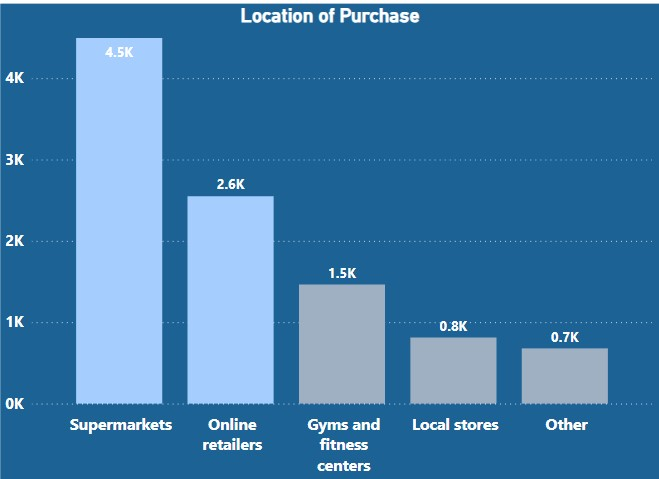 Location of Purchase
4K
3K
2K
1K
0K
4.5K
2.6K
1.5K
0.8K
0.7K
Supermarkets
Online
retailers
Gyms and
fitness
centers
Local stores
Other